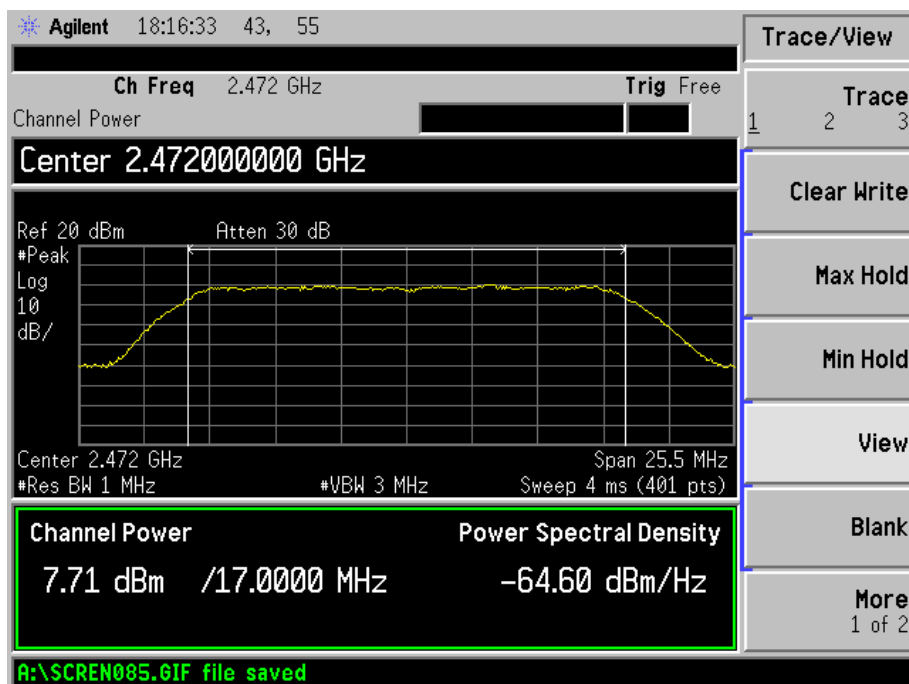 Agilent 18:16:33 43, 55
Trace/View
Ch Freq 2.472 GHz
Trig Free
Channel Power
Center 2.472000000 GHz
Ref 20 dBm
Atten 30 dB
#Peak
Log
10
dB/
Center 2.472 GHz
Span 25.5 MHz
#Res BW 1 MHz
#VBW 3 MHz
Sweep 4 ms (401 pts)
Channel Power
Power Spectral Density
7.71 dBm /17.0000 MHz
-64.60 dBm/Hz
A:\SCREN085.GIF file saved
Trace
1 2 3
Clear Write
Max Hold
Min Hold
View
Blank
More
1 of 2